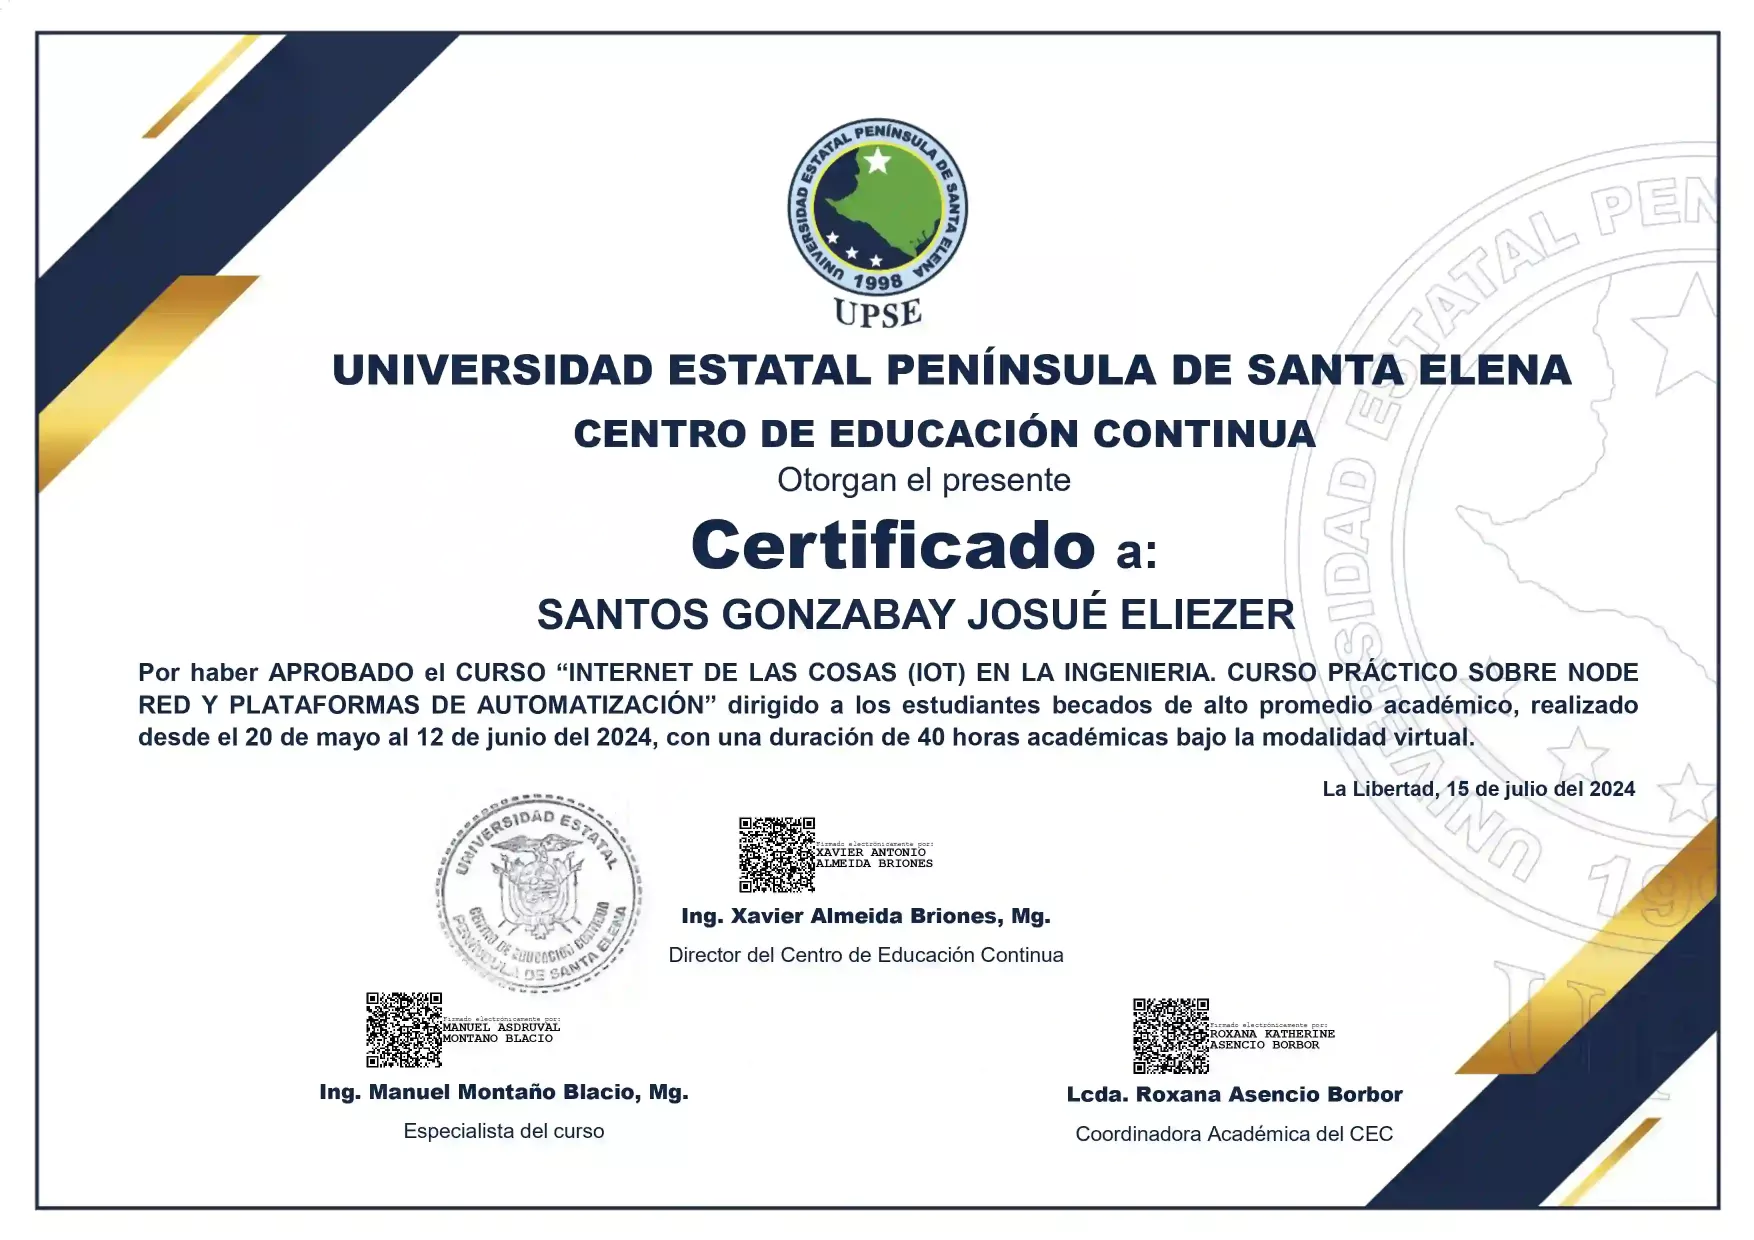 UNIVERSIDAD ESTATAL PENÍNSULA DE SANTA ELENA
1998
UPSE
UNIVERSIDAD ESTATAL PENÍNSULA DE SANTA ELENA
CENTRO DE EDUCACIÓN CONTINUA
Otorgan el presente
Certificado a:
SANTOS GONZABAY JOSUÉ ELIEZER
Por haber APROBADO el CURSO “INTERNET DE LAS COSAS (IOT) EN LA INGENIERIA. CURSO PRÁCTICO SOBRE NODE
RED Y PLATAFORMAS DE AUTOMATIZACIÓN” dirigido a los estudiantes becados de alto promedio académico, realizado
desde el 20 de mayo al 12 de junio del 2024, con una duración de 40 horas académicas bajo la modalidad virtual.
La Libertad, 15 de julio del 2024
UNIVERSIDAD ESTATAL
CENTRO DE EDUCACIÓN CONTINUA
PENÍNSULA DE SANTA ELENA
Firmado electrónicamente por:
XAVIER ANTONIO
ALMEIDA BRIONES
Ing. Xavier Almeida Briones, Mg.
Director del Centro de Educación Continua
Firmado electrónicamente por:
MANUEL ASDRUVAL
MONTANO BLACIO
Ing. Manuel Montaño Blacio, Mg.
Especialista del curso
Firmado electrónicamente por:
ROXANA KATHERINE
ASENCIO BORBOR
Lcda. Roxana Asencio Borbor
Coordinadora Académica del CEC
UNIVERSIDAD ESTATAL PEN
199
U